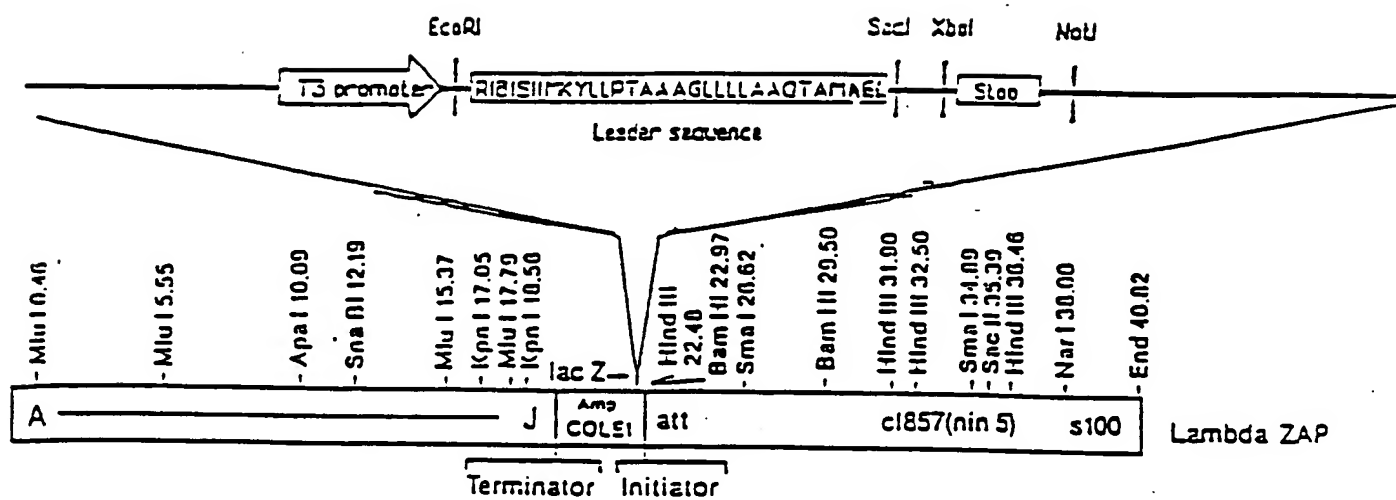 EcoRI SacI XbaI NotI
T3 promoter
Stop
Leader sequence
Mlu I 0.46
Mlu I 5.55
Apa I 10.09
Sna BI 12.19
Mlu I 15.37
Kpn I 17.05
Mlu I 17.79
Kpn I 18.50
lac Z
Hind III
22.40
Bam HI 22.97
Sma I 26.62
Bam HI 29.50
Hind III 31.00
Hind III 32.50
Sma I 34.09
Sac II 35.39
Hind III 36.46
Nar I 38.00
End 40.82
A J Amp att cI857(nin 5) s100 Lambda ZAP
COLE1
Terminator Initiator